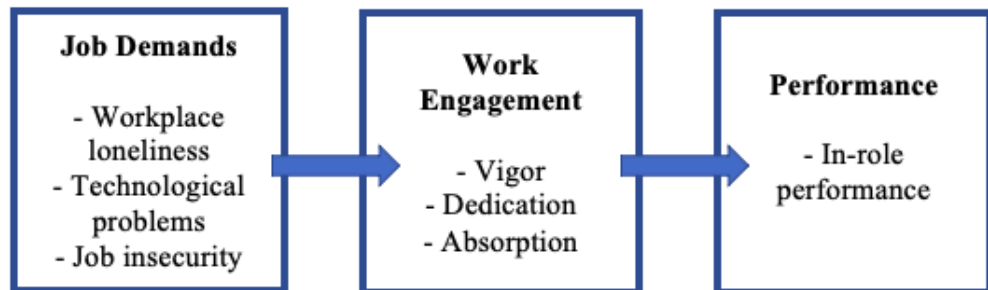 Job Demands
- Workplace
loneliness
- Technological
problems
- Job insecurity
Work
Engagement
- Vigor
- Dedication
- Absorption
Performance
- In-role
performance